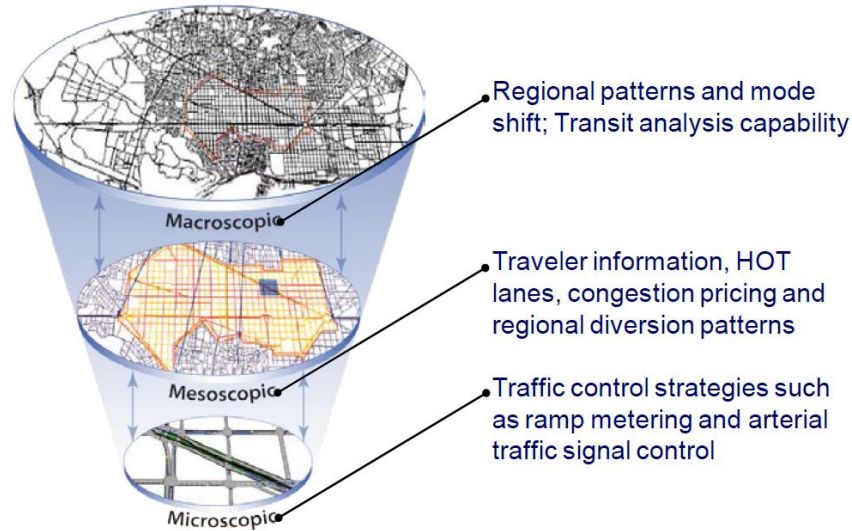 Regional patterns and mode
shift; Transit analysis capability
Macroscopic
Traveler information, HOT
lanes, congestion pricing and
regional diversion patterns
Mesoscopic
Traffic control strategies such
as ramp metering and arterial
traffic signal control
Microscopic